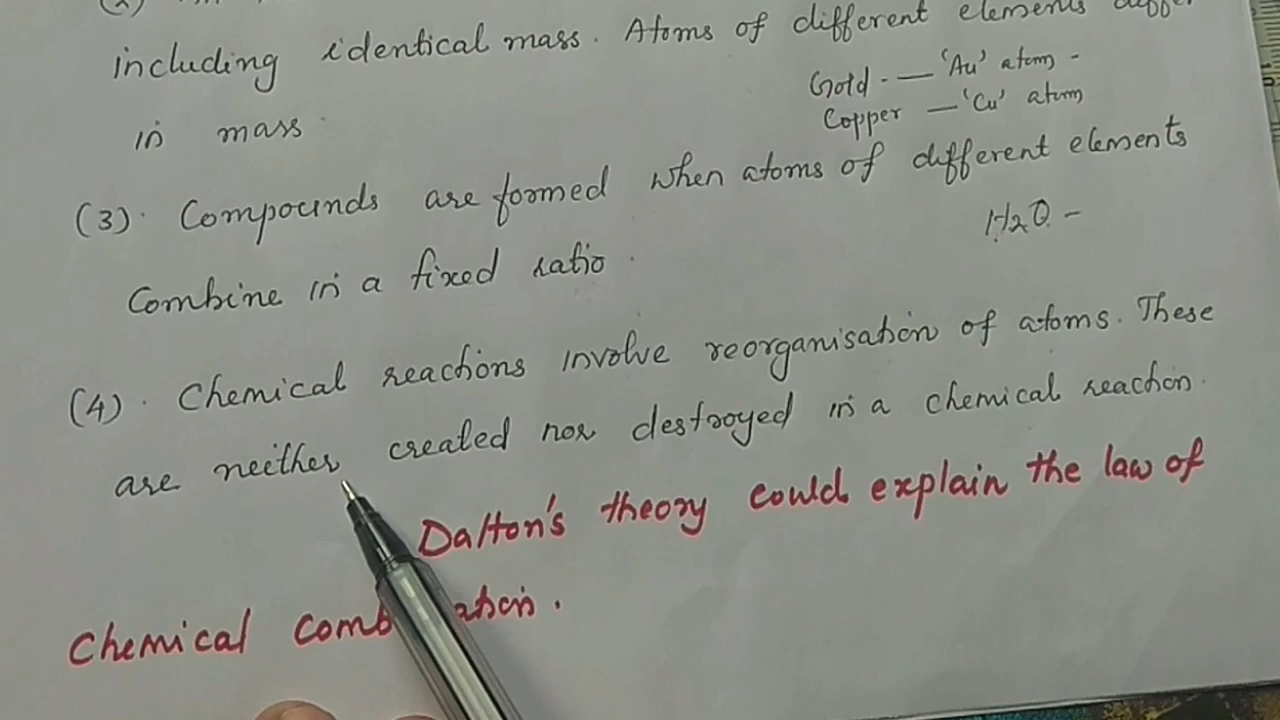 including identical mass. Atoms of different elements differ
in mass.
Gold - — 'Au' atom -
Copper — 'Cu' atom
(3). Compounds are formed when atoms of different elements
H2O -
Combine in a fixed ratio.
(4). Chemical reactions involve reorganisation of atoms. These
are neither created nor destroyed in a chemical reaction.
Dalton's theory could explain the law of
Chemical